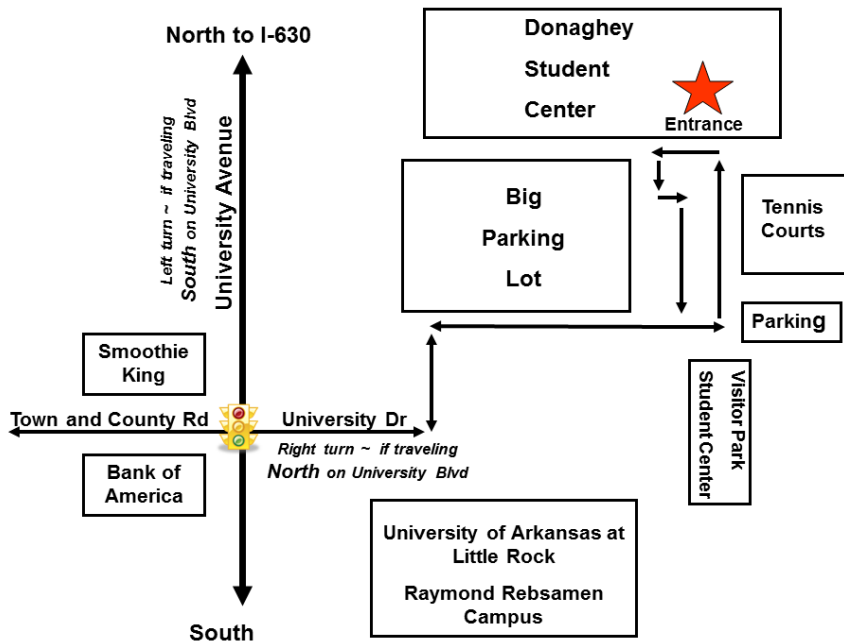 North to I-630
Left turn ~ if traveling
South on University Blvd
University Avenue
Donaghey
Student
Center
Entrance
Big
Parking
Lot
Tennis
Courts
Parking
Smoothie
King
Town and County Rd
University Dr
Right turn ~ if traveling
North on University Blvd
Bank of
America
Visitor Park
Student Center
University of Arkansas at
Little Rock
Raymond Rebsamen
Campus
South